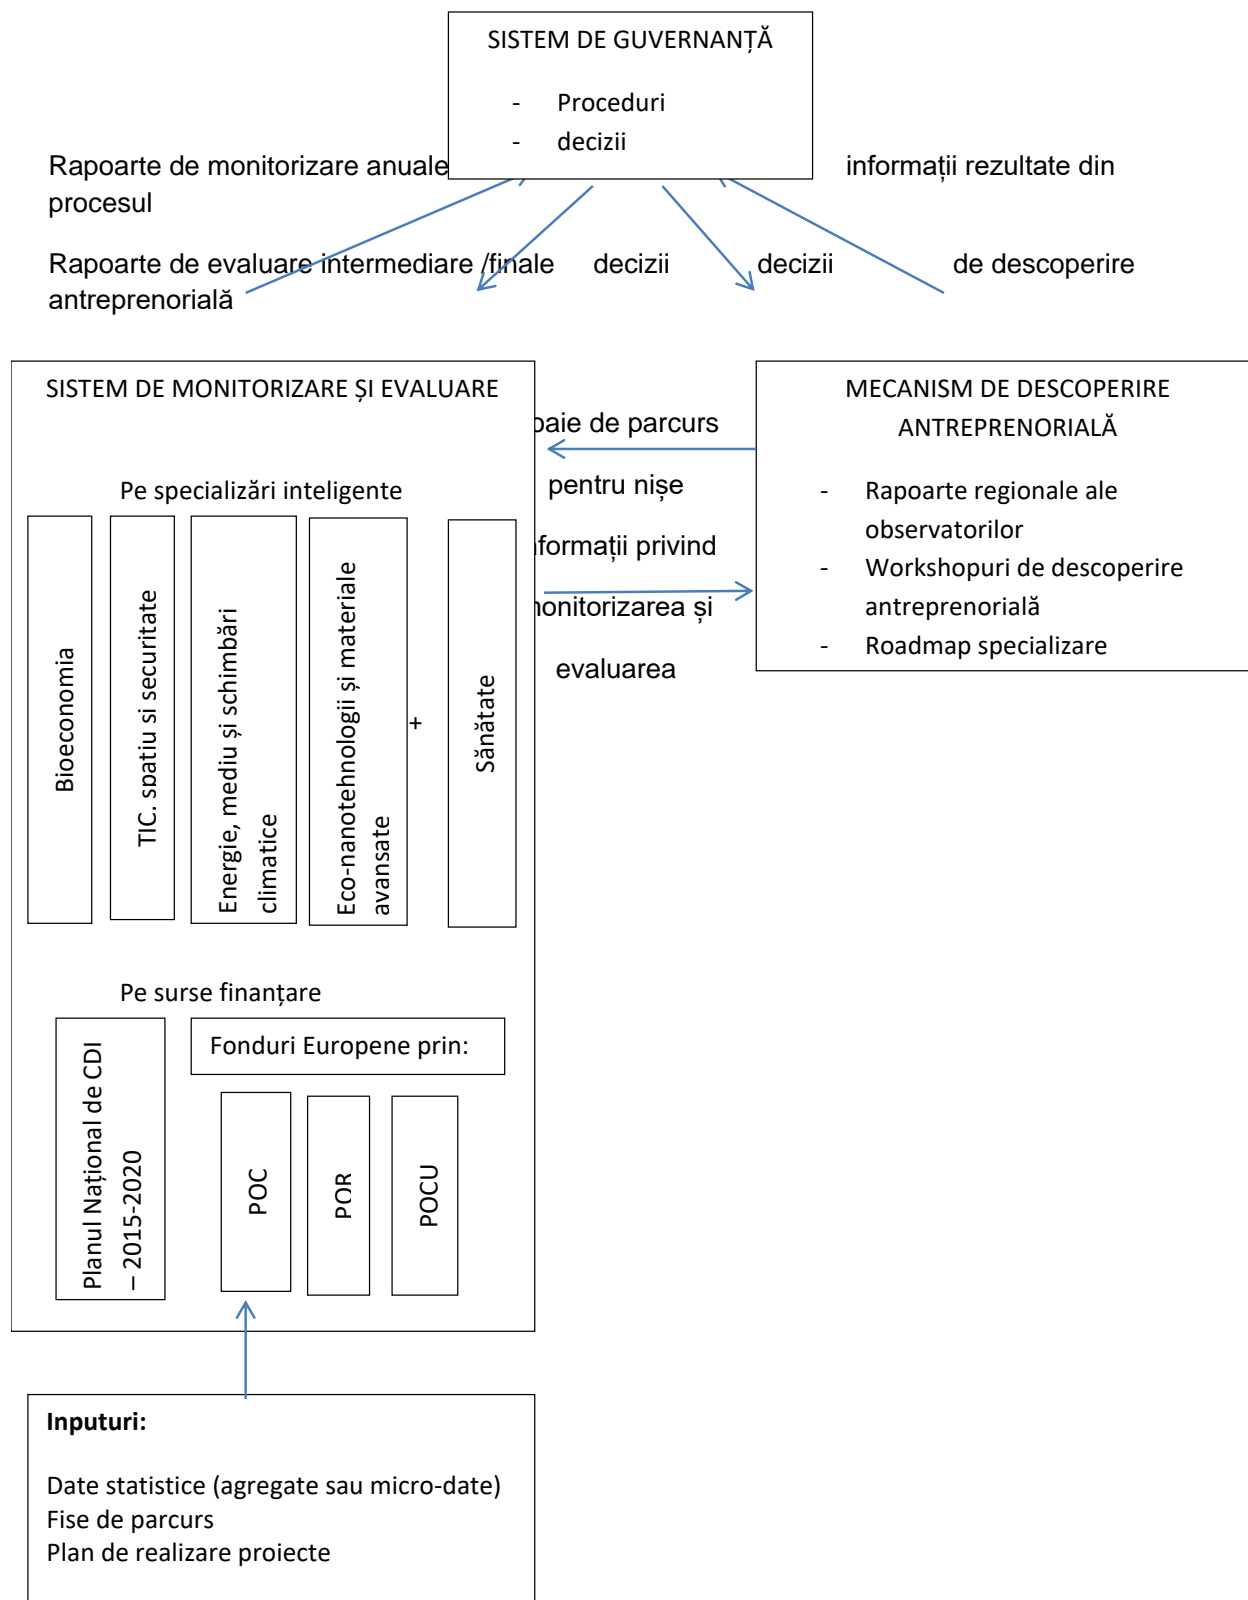 SISTEM DE GUVERNANȚĂ
- Proceduri
- decizii
Rapoarte de monitorizare anuale informații rezultate din
procesul
Rapoarte de evaluare intermediare /finale decizii decizii de descoperire
antreprenorială
SISTEM DE MONITORIZARE ȘI EVALUARE
Pe specializări inteligente
Bioeconomia
TIC. spatiu si securitate
Energie, mediu și schimbări
climatice
Eco-nanotehnologii și materiale
avansate
+
Sănătate
Pe surse finanțare
Planul Național de CDI
– 2015-2020
Fonduri Europene prin:
POC
POR
POCU
de parcurs
pentru nișe
privind
și
evaluarea
MECANISM DE DESCOPERIRE
ANTREPRENORIALĂ
- Rapoarte regionale ale
observatorilor
- Workshopuri de descoperire
antreprenorială
- Roadmap specializare
Inputuri:
Date statistice (agregate sau micro-date)
Fise de parcurs
Plan de realizare proiecte